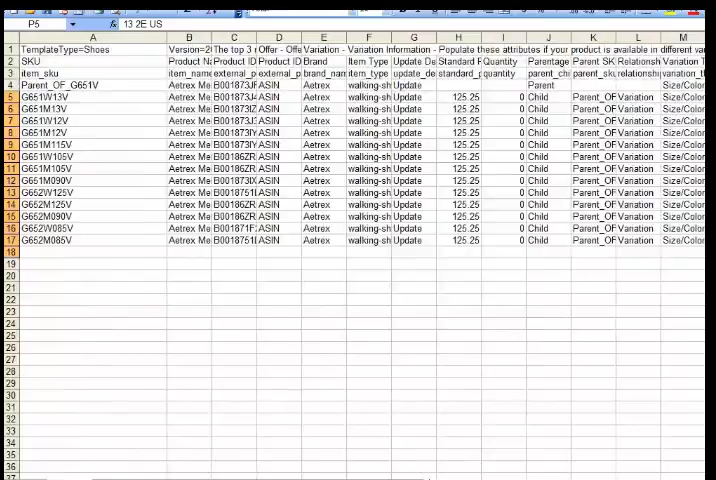 P5 fx 13 2E US
A B C D E F G H I J K L M
1 TemplateType=Shoes Version=2 The top 3 r Offer - Offe Variation - Variation Information - Populate these attributes if your product is available in different var
2 SKU Product Na Product ID Product ID Brand Item Type Update De Standard F Quantity Parentage Parent SK Relationsh Variation T
3 item_sku item_name external_p external_p brand_name item_type update_de standard_ quantity parent_chi parent_sku relationshi variation_th
4 Parent_OF_G651V Aetrex Me B001873JF ASIN Aetrex walking-sh Update Parent Size/Color
5 G651W13V Aetrex Me ASIN Aetrex walking-sh Update 125.25 0 Child Parent_OF Variation Size/Color
6 G651M13V Aetrex Me B001873IZ ASIN Aetrex walking-sh Update 125.25 0 Child Parent_OF Variation Size/Color
7 G651W12V Aetrex Me ASIN Aetrex walking-sh Update 125.25 0 Child Parent_OF Variation Size/Color
8 G651M12V Aetrex Me B001873IY ASIN Aetrex walking-sh Update 125.25 0 Child Parent_OF Variation Size/Color
9 G651M115V Aetrex Me B001873IY ASIN Aetrex walking-sh Update 125.25 0 Child Parent_OF Variation Size/Color
10 G651W105V Aetrex Me B00186ZR ASIN Aetrex walking-sh Update 125.25 0 Child Parent_OF Variation Size/Color
11 G651M105V Aetrex Me B00186ZR ASIN Aetrex walking-sh Update 125.25 0 Child Parent_OF Variation Size/Color
12 G651M090V Aetrex Me ASIN Aetrex walking-sh Update 125.25 0 Child Parent_OF Variation Size/Color
13 G652W125V Aetrex Me ASIN Aetrex walking-sh Update 125.25 0 Child Parent_OF Variation Size/Color
14 G652M125V Aetrex Me B00186ZR ASIN Aetrex walking-sh Update 125.25 0 Child Parent_OF Variation Size/Color
15 G652M090V Aetrex Me B00186ZR ASIN Aetrex walking-sh Update 125.25 0 Child Parent_OF Variation Size/Color
16 G652W085V Aetrex Me ASIN Aetrex walking-sh Update 125.25 0 Child Parent_OF Variation Size/Color
17 G652M085V Aetrex Me ASIN Aetrex walking-sh Update 125.25 0 Child Parent_OF Variation Size/Color
18
19
20
21
22
23
24
25
26
27
28
29
30
31
32
33
34
35
36
37